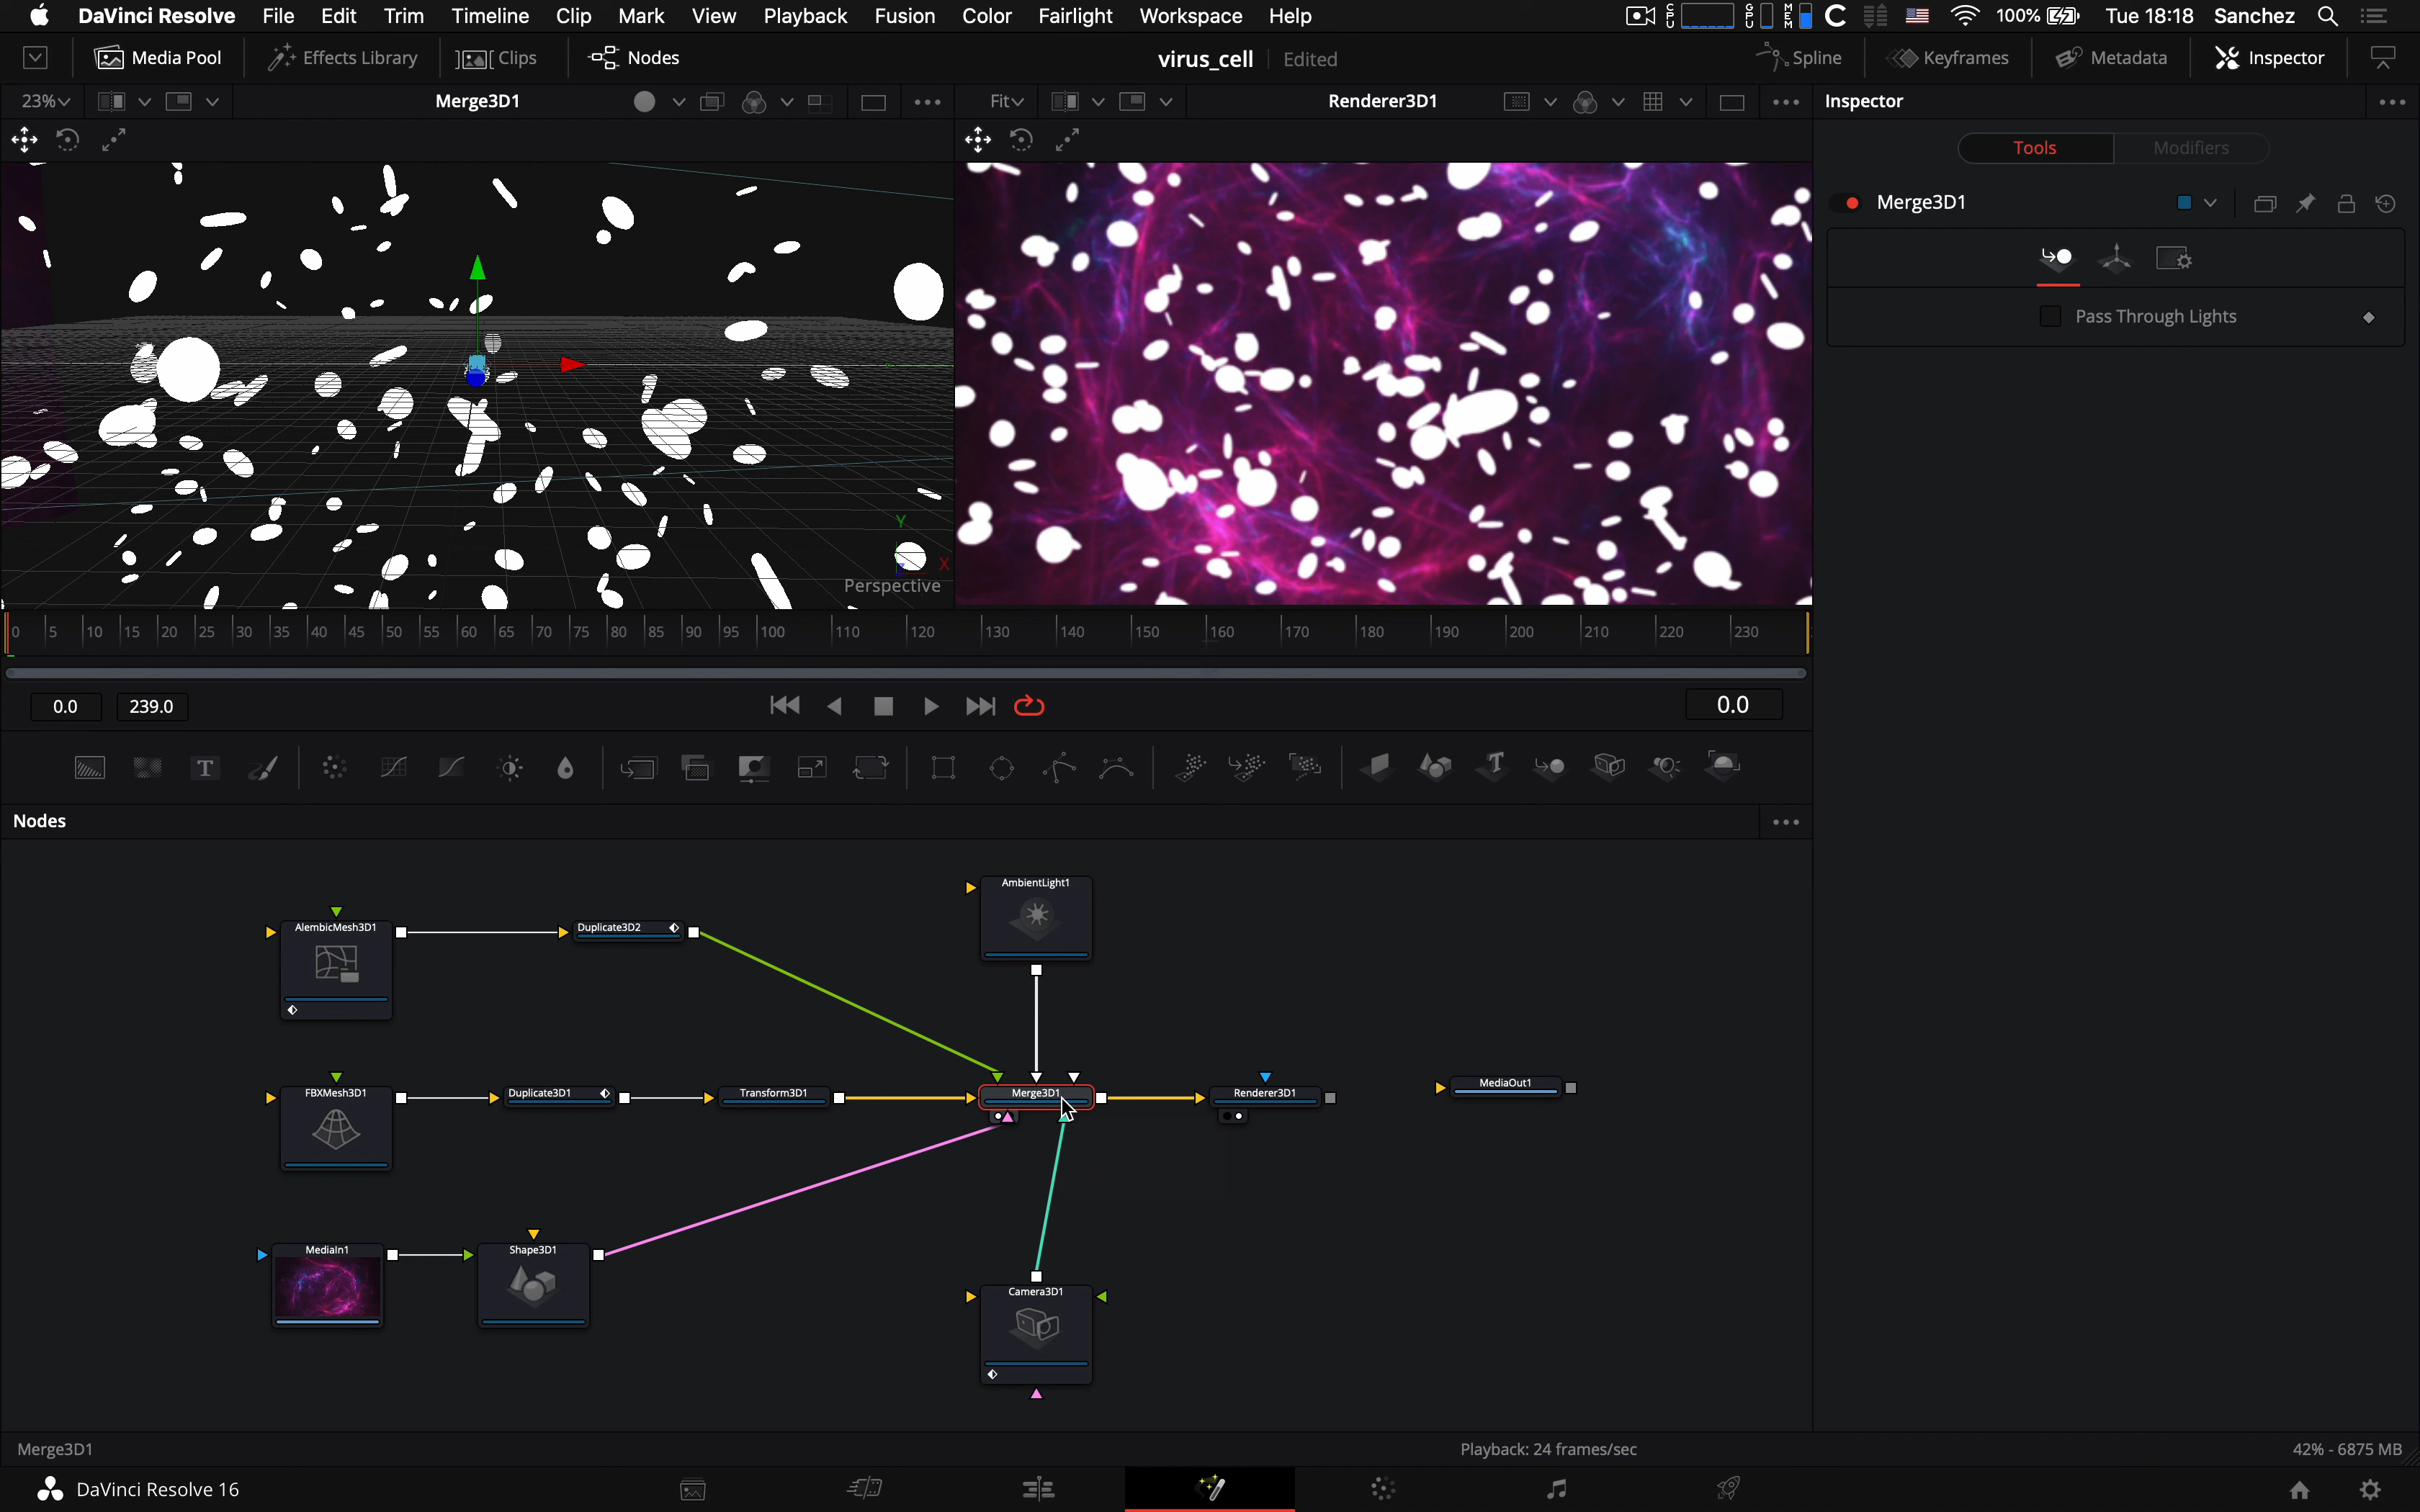 DaVinci Resolve File Edit Trim Timeline Clip Mark View Playback Fusion Color Fairlight Workspace Help CPU GPU MEM 100% Tue 18:18 Sanchez
Media Pool Effects Library Clips Nodes virus_cell Edited Spline Keyframes Metadata Inspector
23% Merge3D1 Fit Renderer3D1 Inspector
Tools Modifiers
Merge3D1
Pass Through Lights
Y
X
Z
Perspective
0 5 10 15 20 25 30 35 40 45 50 55 60 65 70 75 80 85 90 95 100 110 120 130 140 150 160 170 180 190 200 210 220 230
0.0 239.0 0.0
T T
Nodes
AmbientLight1
AlembicMesh3D1 Duplicate3D2
FBXMesh3D1 Duplicate3D1 Transform3D1 Merge3D1 Renderer3D1 MediaOut1
MediaIn1 Shape3D1
Camera3D1
Merge3D1 Playback: 24 frames/sec 42% - 6875 MB
DaVinci Resolve 16